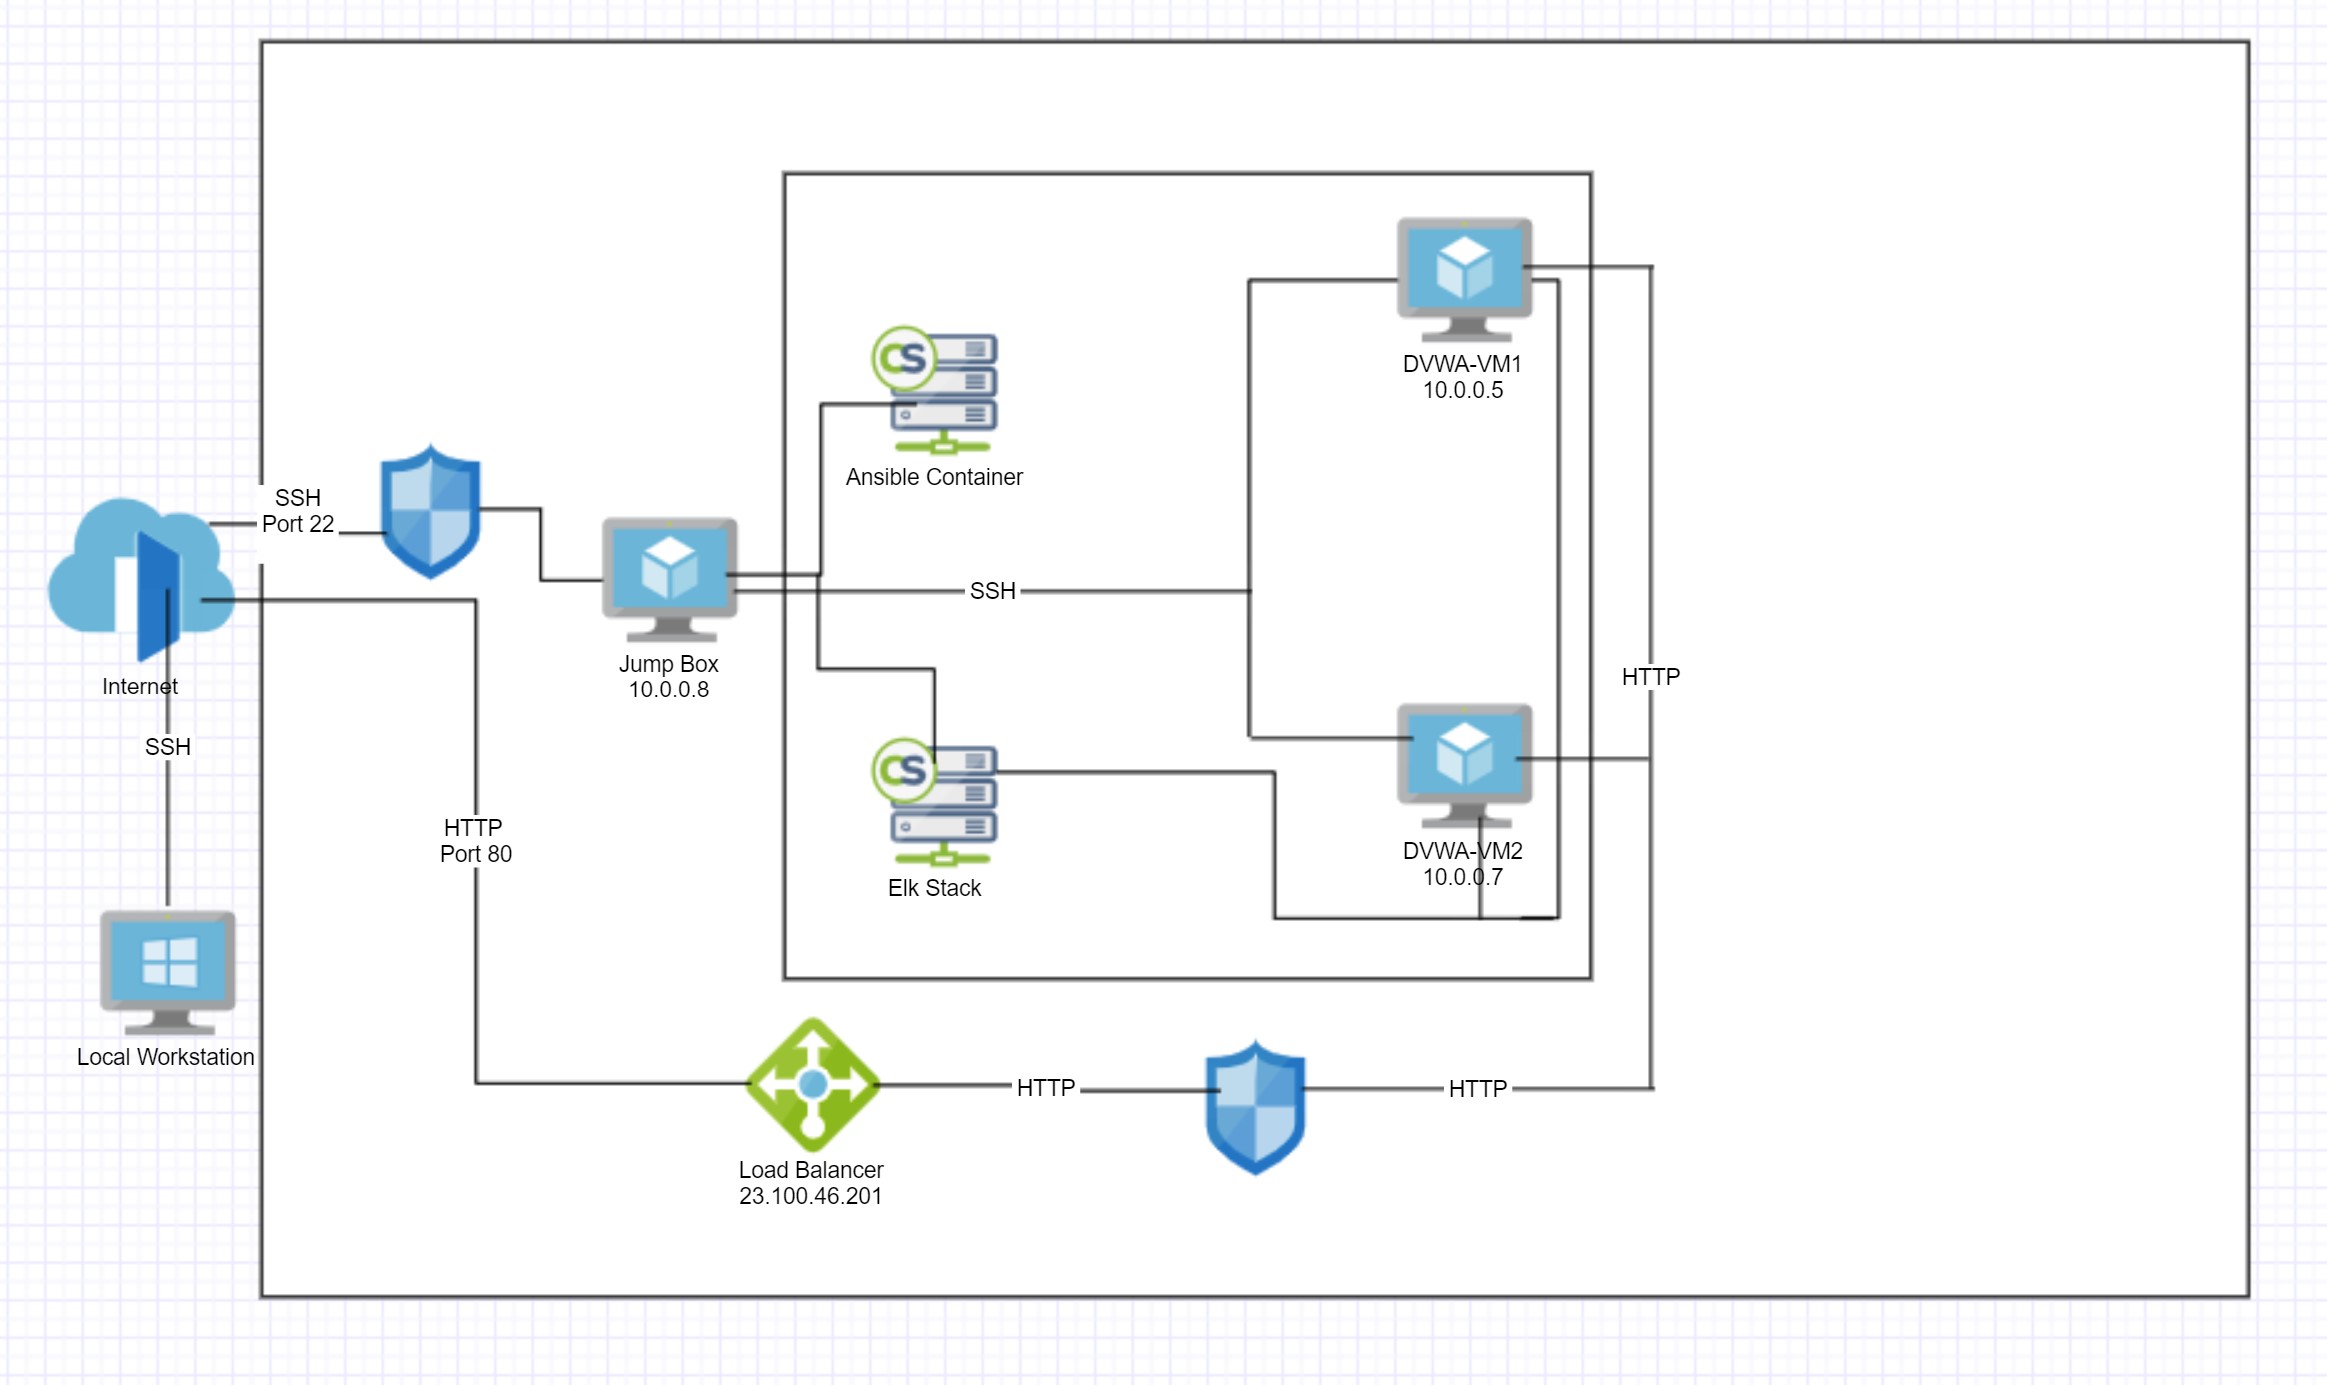 DVWA-VM1
10.0.0.5
CS
Ansible Container
SSH
Port 22
SSH
Jump Box
10.0.0.8
HTTP
Internet
SSH
HTTP
Port 80
CS
Elk Stack
DVWA-VM2
10.0.0.7
Local Workstation
HTTP
HTTP
Load Balancer
23.100.46.201